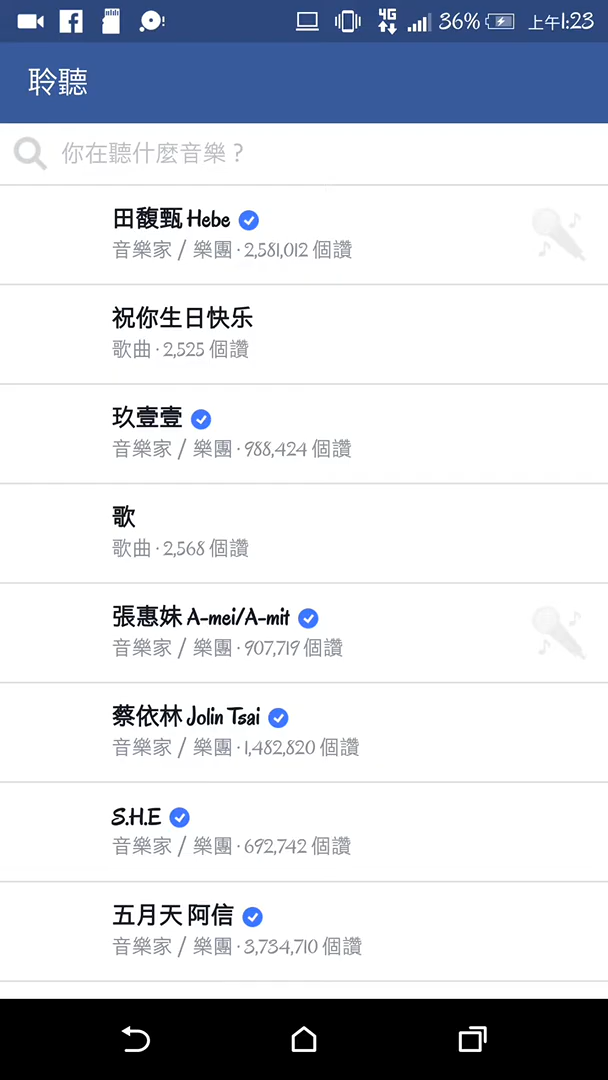 4G 36% 上午1:23
聆聽
你在聽什麼音樂？
田馥甄 Hebe
音樂家 / 樂團 · 2,581,012 個讚
祝你生日快乐
歌曲 · 2,525 個讚
玖壹壹
音樂家 / 樂團 · 988,424 個讚
歌
歌曲 · 2,568 個讚
張惠妹 A-mei/A-mit
音樂家 / 樂團 · 907,719 個讚
蔡依林 Jolin Tsai
音樂家 / 樂團 · 1,482,820 個讚
S.H.E
音樂家 / 樂團 · 692,742 個讚
五月天 阿信
音樂家 / 樂團 · 3,734,710 個讚